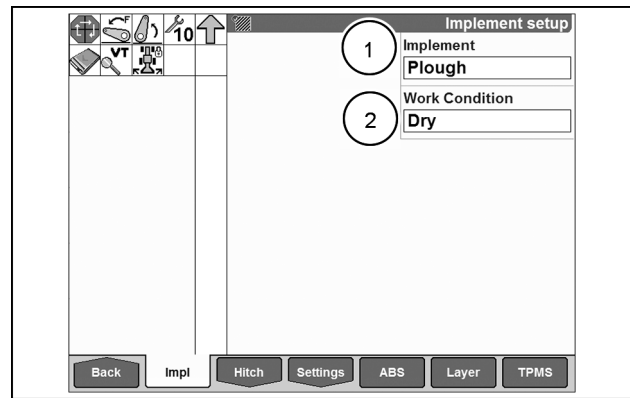 F
10
VT
Implement setup
1
Implement
Plough
2
Work Condition
Dry
Back
Impl
Hitch
Settings
ABS
Layer
TPMS